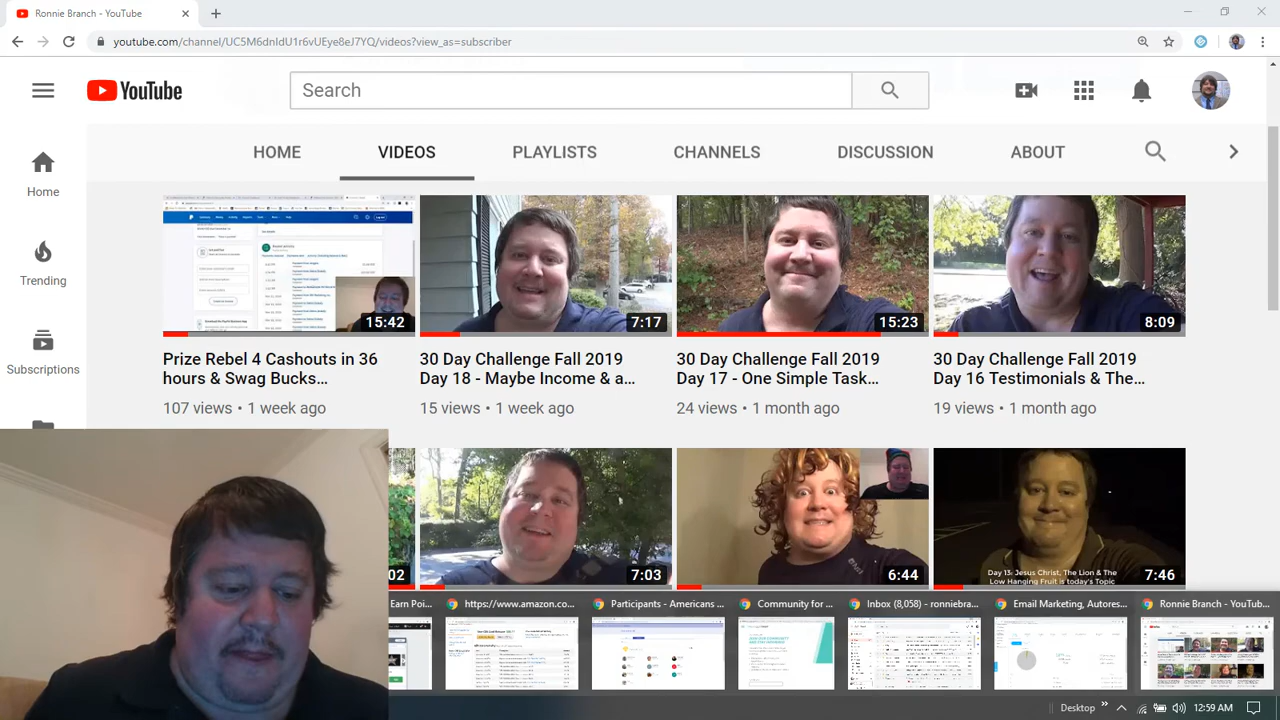 Ronnie Branch - YouTube
youtube.com/channel/UC5M6dnIdU1r6vUEye8eJ7YQ/videos?view_as=subscriber
YouTube
Search
HOME VIDEOS PLAYLISTS CHANNELS DISCUSSION ABOUT
Home
Trending
Subscriptions
15:42
7:17
15:23
8:09
Prize Rebel 4 Cashouts in 36
hours & Swag Bucks...
107 views • 1 week ago
30 Day Challenge Fall 2019
Day 18 - Maybe Income & a...
15 views • 1 week ago
30 Day Challenge Fall 2019
Day 17 - One Simple Task...
24 views • 1 month ago
30 Day Challenge Fall 2019
Day 16 Testimonials & The...
19 views • 1 month ago
02
7:03
6:44
Day 13: Jesus Christ, The Lion & The
Low Hanging Fruit is today's Topic
7:46
Earn Poi...
https://www.amazon.co...
Participants - Americans ...
Community for ...
Inbox (8,058) - ronniebra...
Email Marketing, Autores...
Ronnie Branch - YouTub...
Desktop
12:59 AM